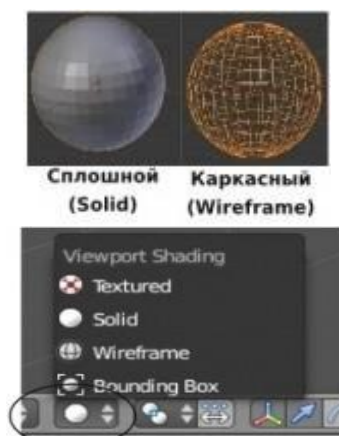 Сплошной Каркасный
(Solid) (Wireframe)
Viewport Shading
Textured
Solid
Wireframe
Bounding Box